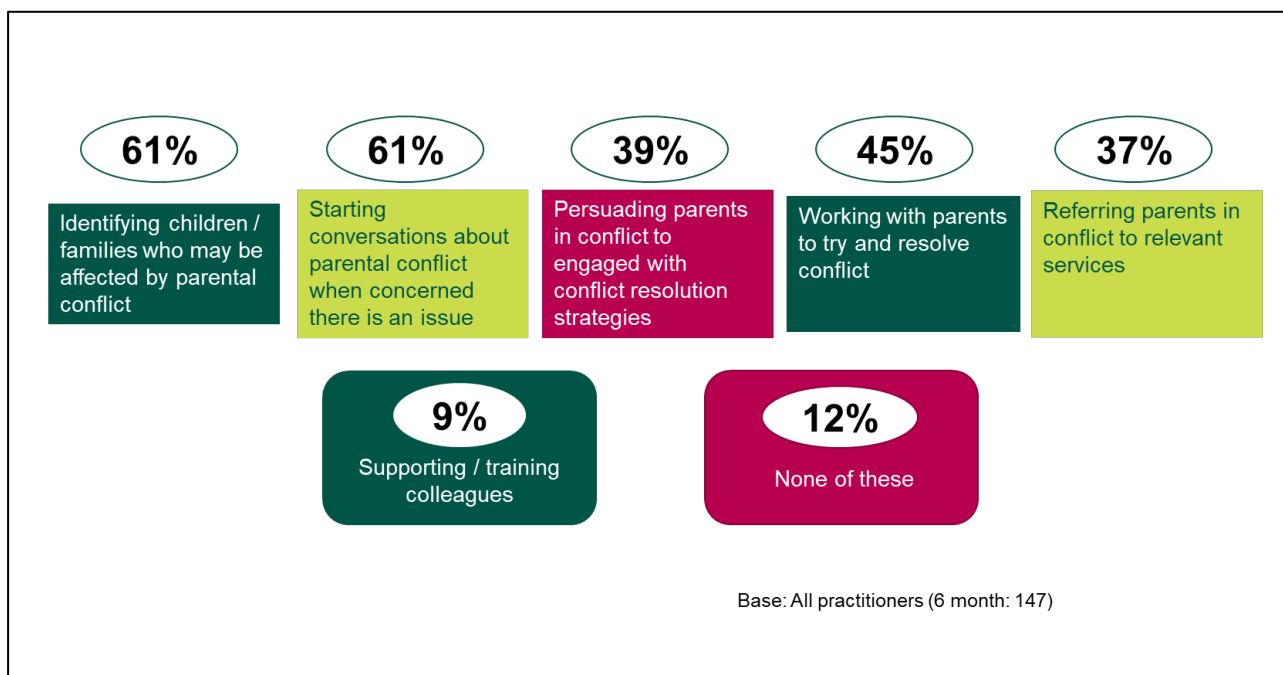 61%
Identifying children /
families who may be
affected by parental
conflict
61%
Starting
conversations about
parental conflict
when concerned
there is an issue
39%
Persuading parents
in conflict to
engaged with
conflict resolution
strategies
45%
Working with parents
to try and resolve
conflict
37%
Referring parents in
conflict to relevant
services
9%
Supporting / training
colleagues
12%
None of these
Base: All practitioners (6 month: 147)